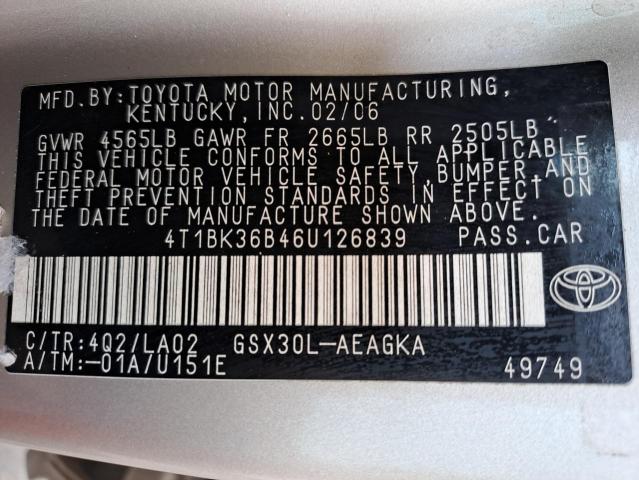 MFD.BY:TOYOTA MOTOR MANUFACTURING,
KENTUCKY,INC.02/06
GVWR 4565LB GAWR FR 2665LB RR 2505LB
THIS VEHICLE CONFORMS TO ALL APPLICABLE
FEDERAL MOTOR VEHICLE SAFETY,BUMPER,AND
THEFT PREVENTION STANDARDS IN EFFECT ON
THE DATE OF MANUFACTURE SHOWN ABOVE.
4T1BK36B46U126839 PASS.CAR
C/TR:4Q2/LA02 GSX30L-AEAGKA
A/TM:-01A/U151E 49749